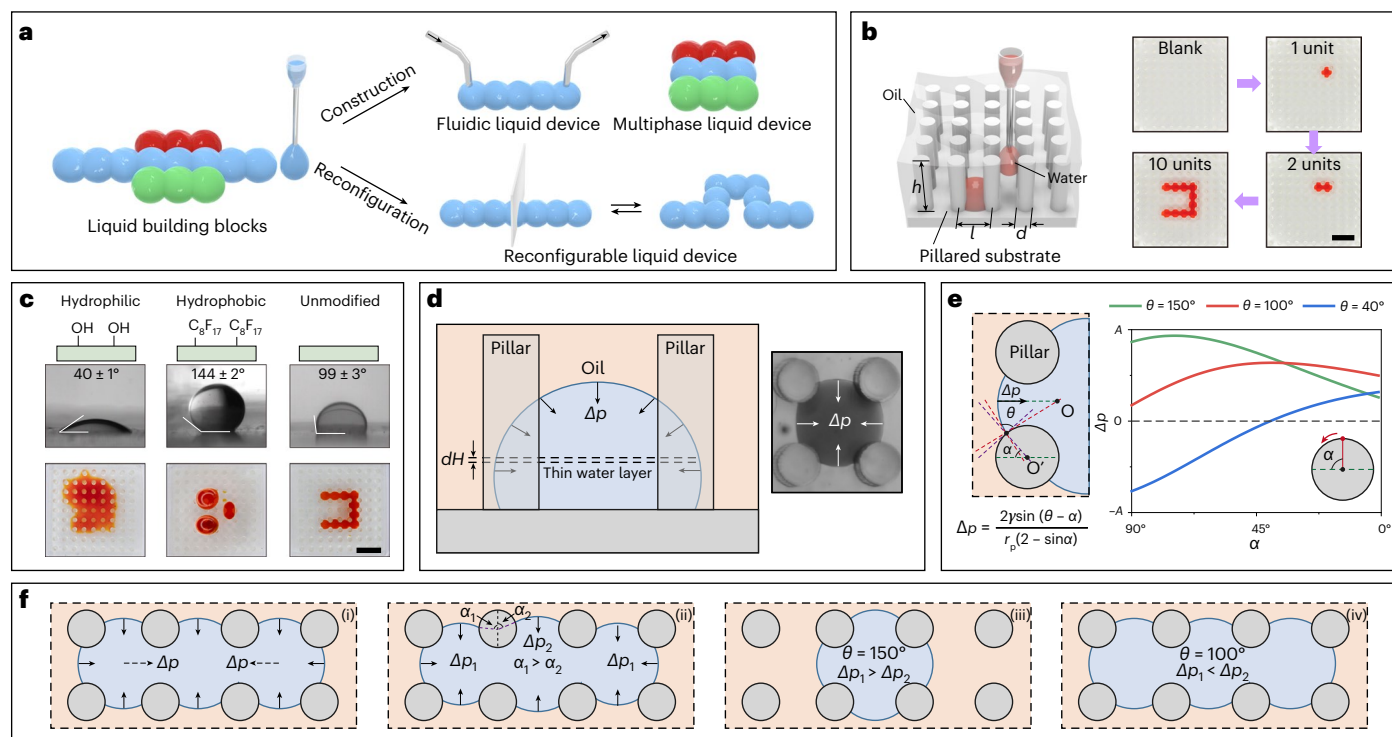 a
Construction
Reconfiguration
Liquid building blocks
Fluidic liquid device
Multiphase liquid device
Reconfigurable liquid device
b
Oil
Water
h
l
d
Pillared substrate
Blank
1 unit
10 units
2 units
c
Hydrophilic
Hydrophobic
Unmodified
OH OH
C₈F₁₇ C₈F₁₇
40 ± 1°
144 ± 2°
99 ± 3°
d
Pillar
Pillar
Oil
Δp
dH
Thin water layer
Δp
e
θ = 150°
θ = 100°
θ = 40°
Pillar
Δp
θ
O
α
O′
Δp = 2γsin (θ – α) / rₚ(2 – sinα)
Δp
A
0
–A
90°
45°
0°
α
α
f
(i)
Δp
Δp
(ii)
α₁
α₂
Δp₂
Δp₁
α₁ > α₂
Δp₁
(iii)
θ = 150°
Δp₁ > Δp₂
(iv)
θ = 100°
Δp₁ < Δp₂